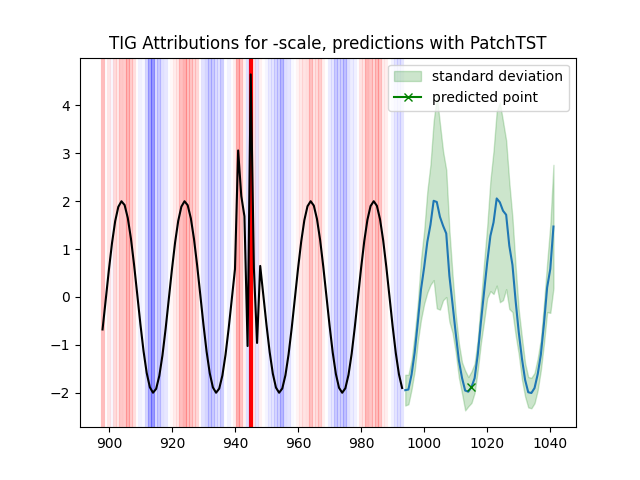 TIG Attributions for -scale, predictions with PatchTST
standard deviation
predicted point
4
3
2
1
0
−1
−2
900 920 940 960 980 1000 1020 1040